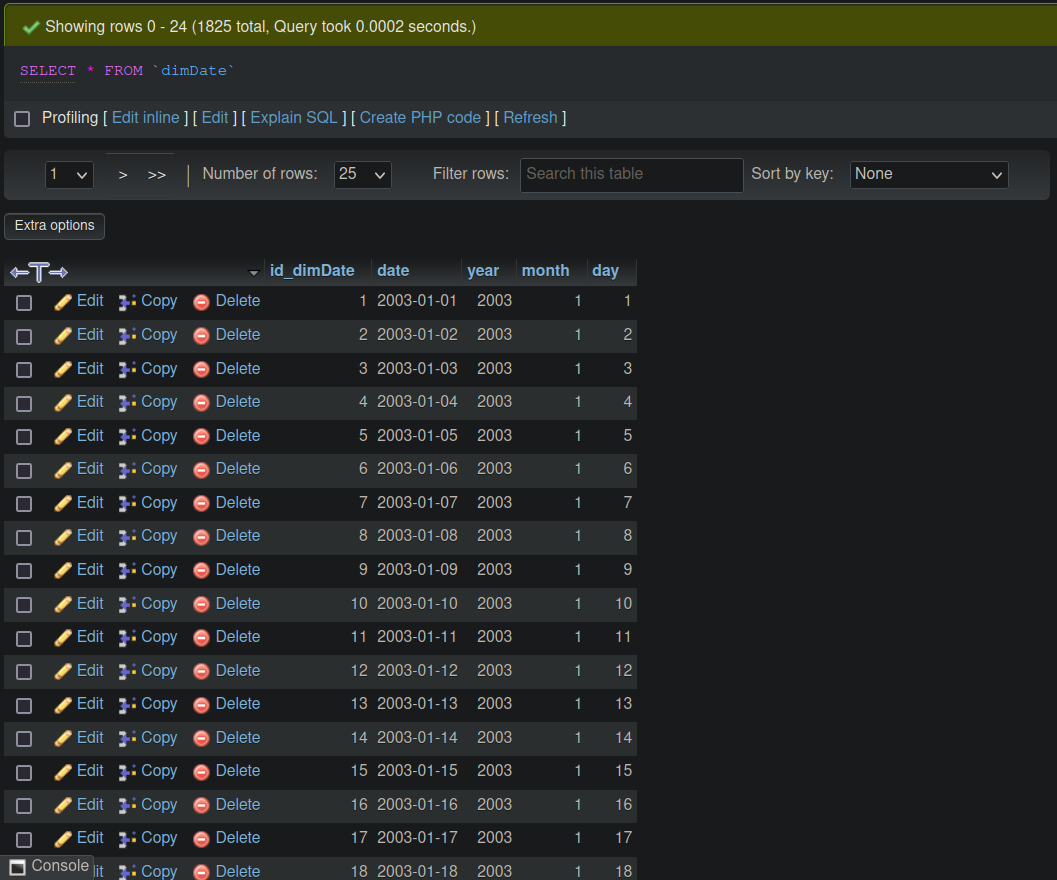 Showing rows 0 - 24 (1825 total, Query took 0.0002 seconds.)
SELECT * FROM `dimDate`
Profiling [ Edit inline ] [ Edit ] [ Explain SQL ] [ Create PHP code ] [ Refresh ]
1 > >> | Number of rows: 25 Filter rows: Search this table Sort by key: None
Extra options
id_dimDate date year month day
Edit Copy Delete 1 2003-01-01 2003 1 1
Edit Copy Delete 2 2003-01-02 2003 1 2
Edit Copy Delete 3 2003-01-03 2003 1 3
Edit Copy Delete 4 2003-01-04 2003 1 4
Edit Copy Delete 5 2003-01-05 2003 1 5
Edit Copy Delete 6 2003-01-06 2003 1 6
Edit Copy Delete 7 2003-01-07 2003 1 7
Edit Copy Delete 8 2003-01-08 2003 1 8
Edit Copy Delete 9 2003-01-09 2003 1 9
Edit Copy Delete 10 2003-01-10 2003 1 10
Edit Copy Delete 11 2003-01-11 2003 1 11
Edit Copy Delete 12 2003-01-12 2003 1 12
Edit Copy Delete 13 2003-01-13 2003 1 13
Edit Copy Delete 14 2003-01-14 2003 1 14
Edit Copy Delete 15 2003-01-15 2003 1 15
Edit Copy Delete 16 2003-01-16 2003 1 16
Edit Copy Delete 17 2003-01-17 2003 1 17
Console Copy Delete 18 2003-01-18 2003 1 18